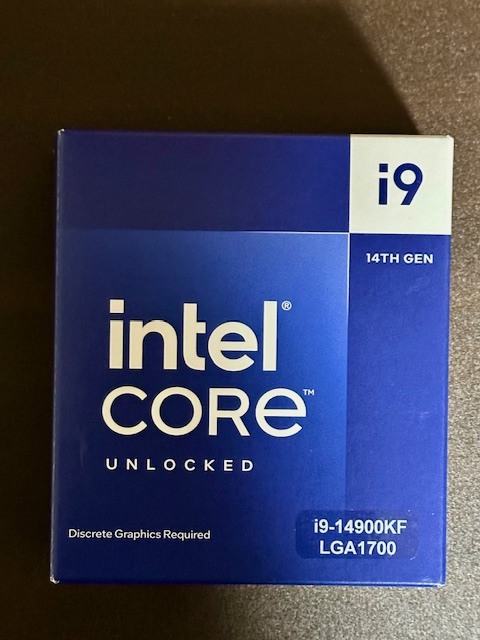 i9
14TH GEN
intel®
CORE™
UNLOCKED
Discrete Graphics Required
i9-14900KF
LGA1700